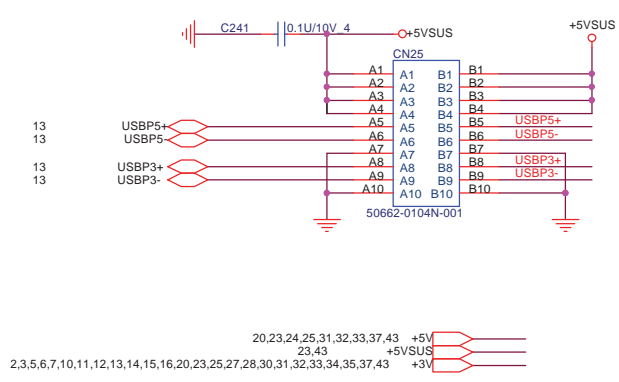 +5VSUS
C241 0.1U/10V_4 +5VSUS
CN25
A1 A1 B1 B1
A2 A2 B2 B2
A3 A3 B3 B3
A4 A4 B4 B4
13 USBP5+ A5 A5 B5 B5 USBP5+
13 USBP5- A6 A6 B6 B6 USBP5-
A7 A7 B7 B7
13 USBP3+ A8 A8 B8 B8 USBP3+
13 USBP3- A9 A9 B9 B9 USBP3-
A10 A10 B10 B10
50662-0104N-001
20,23,24,25,31,32,33,37,43 +5V
23,43 +5VSUS
2,3,5,6,7,10,11,12,13,14,15,16,20,23,25,27,28,30,31,32,33,34,35,37,43 +3V